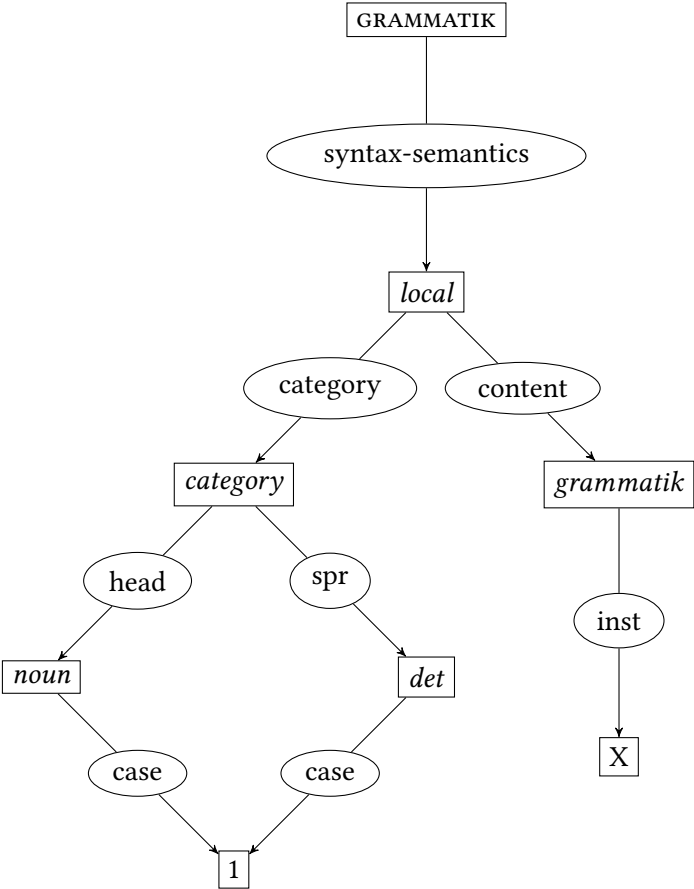 GRAMMATIK
syntax-semantics
local
category content
category grammatik
head spr
inst
noun det
case case
X
1